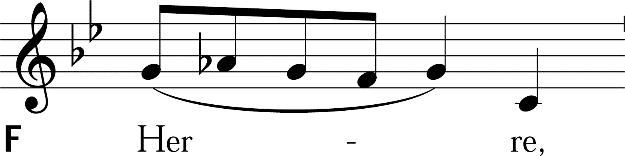 F Her - re,